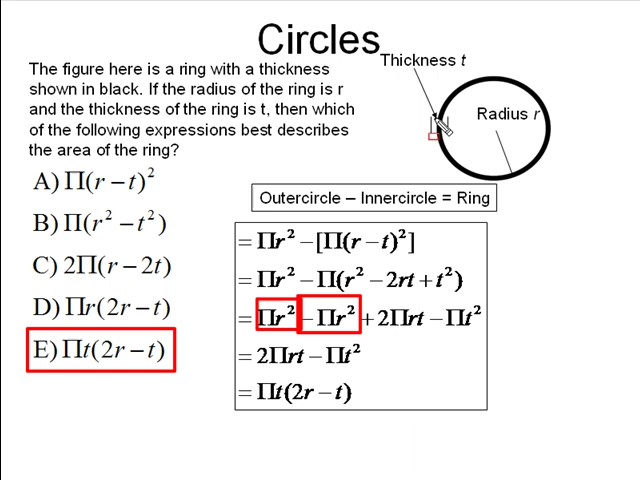 Circles
Thickness t
The figure here is a ring with a thickness
shown in black. If the radius of the ring is r
and the thickness of the ring is t, then which
of the following expressions best describes
the area of the ring?
Radius r
A) Π(r − t)²
B) Π(r² − t²)
C) 2Π(r − 2t)
D) Πr(2r − t)
E) Πt(2r − t)
Outercircle – Innercircle = Ring
= Πr² − [Π(r − t)²]
= Πr² − Π(r² − 2rt + t²)
= Πr² − Πr² + 2Πrt − Πt²
= 2Πrt − Πt²
= Πt(2r − t)